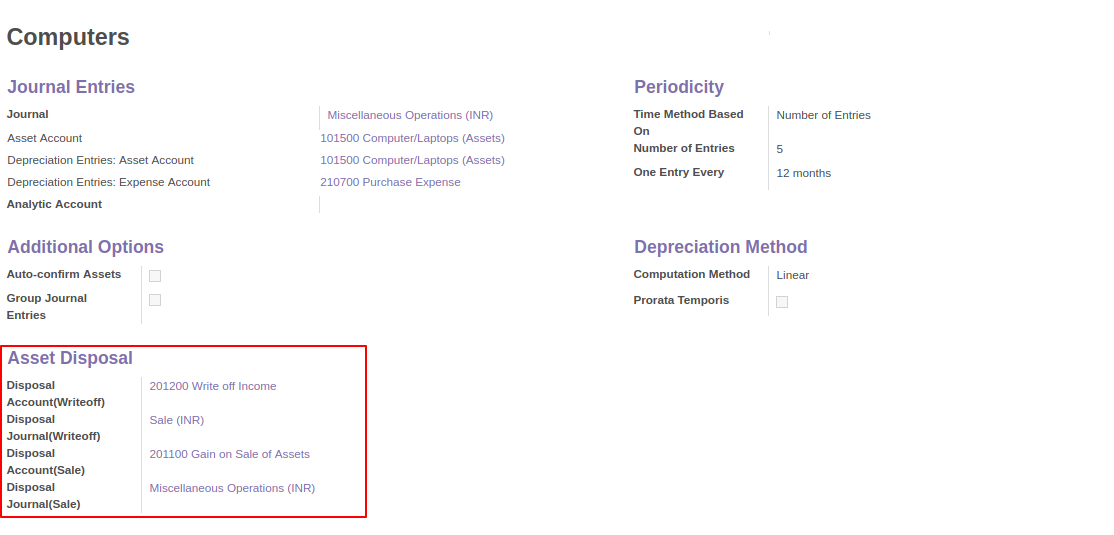 Computers
Journal Entries
Journal
Miscellaneous Operations (INR)
Asset Account
101500 Computer/Laptops (Assets)
Depreciation Entries: Asset Account
101500 Computer/Laptops (Assets)
Depreciation Entries: Expense Account
210700 Purchase Expense
Analytic Account
Periodicity
Time Method Based
On
Number of Entries
Number of Entries
5
One Entry Every
12 months
Additional Options
Auto-confirm Assets
Group Journal
Entries
Depreciation Method
Computation Method
Linear
Prorata Temporis
Asset Disposal
Disposal
Account(Writeoff)
201200 Write off Income
Disposal
Journal(Writeoff)
Sale (INR)
Disposal
Account(Sale)
201100 Gain on Sale of Assets
Disposal
Journal(Sale)
Miscellaneous Operations (INR)